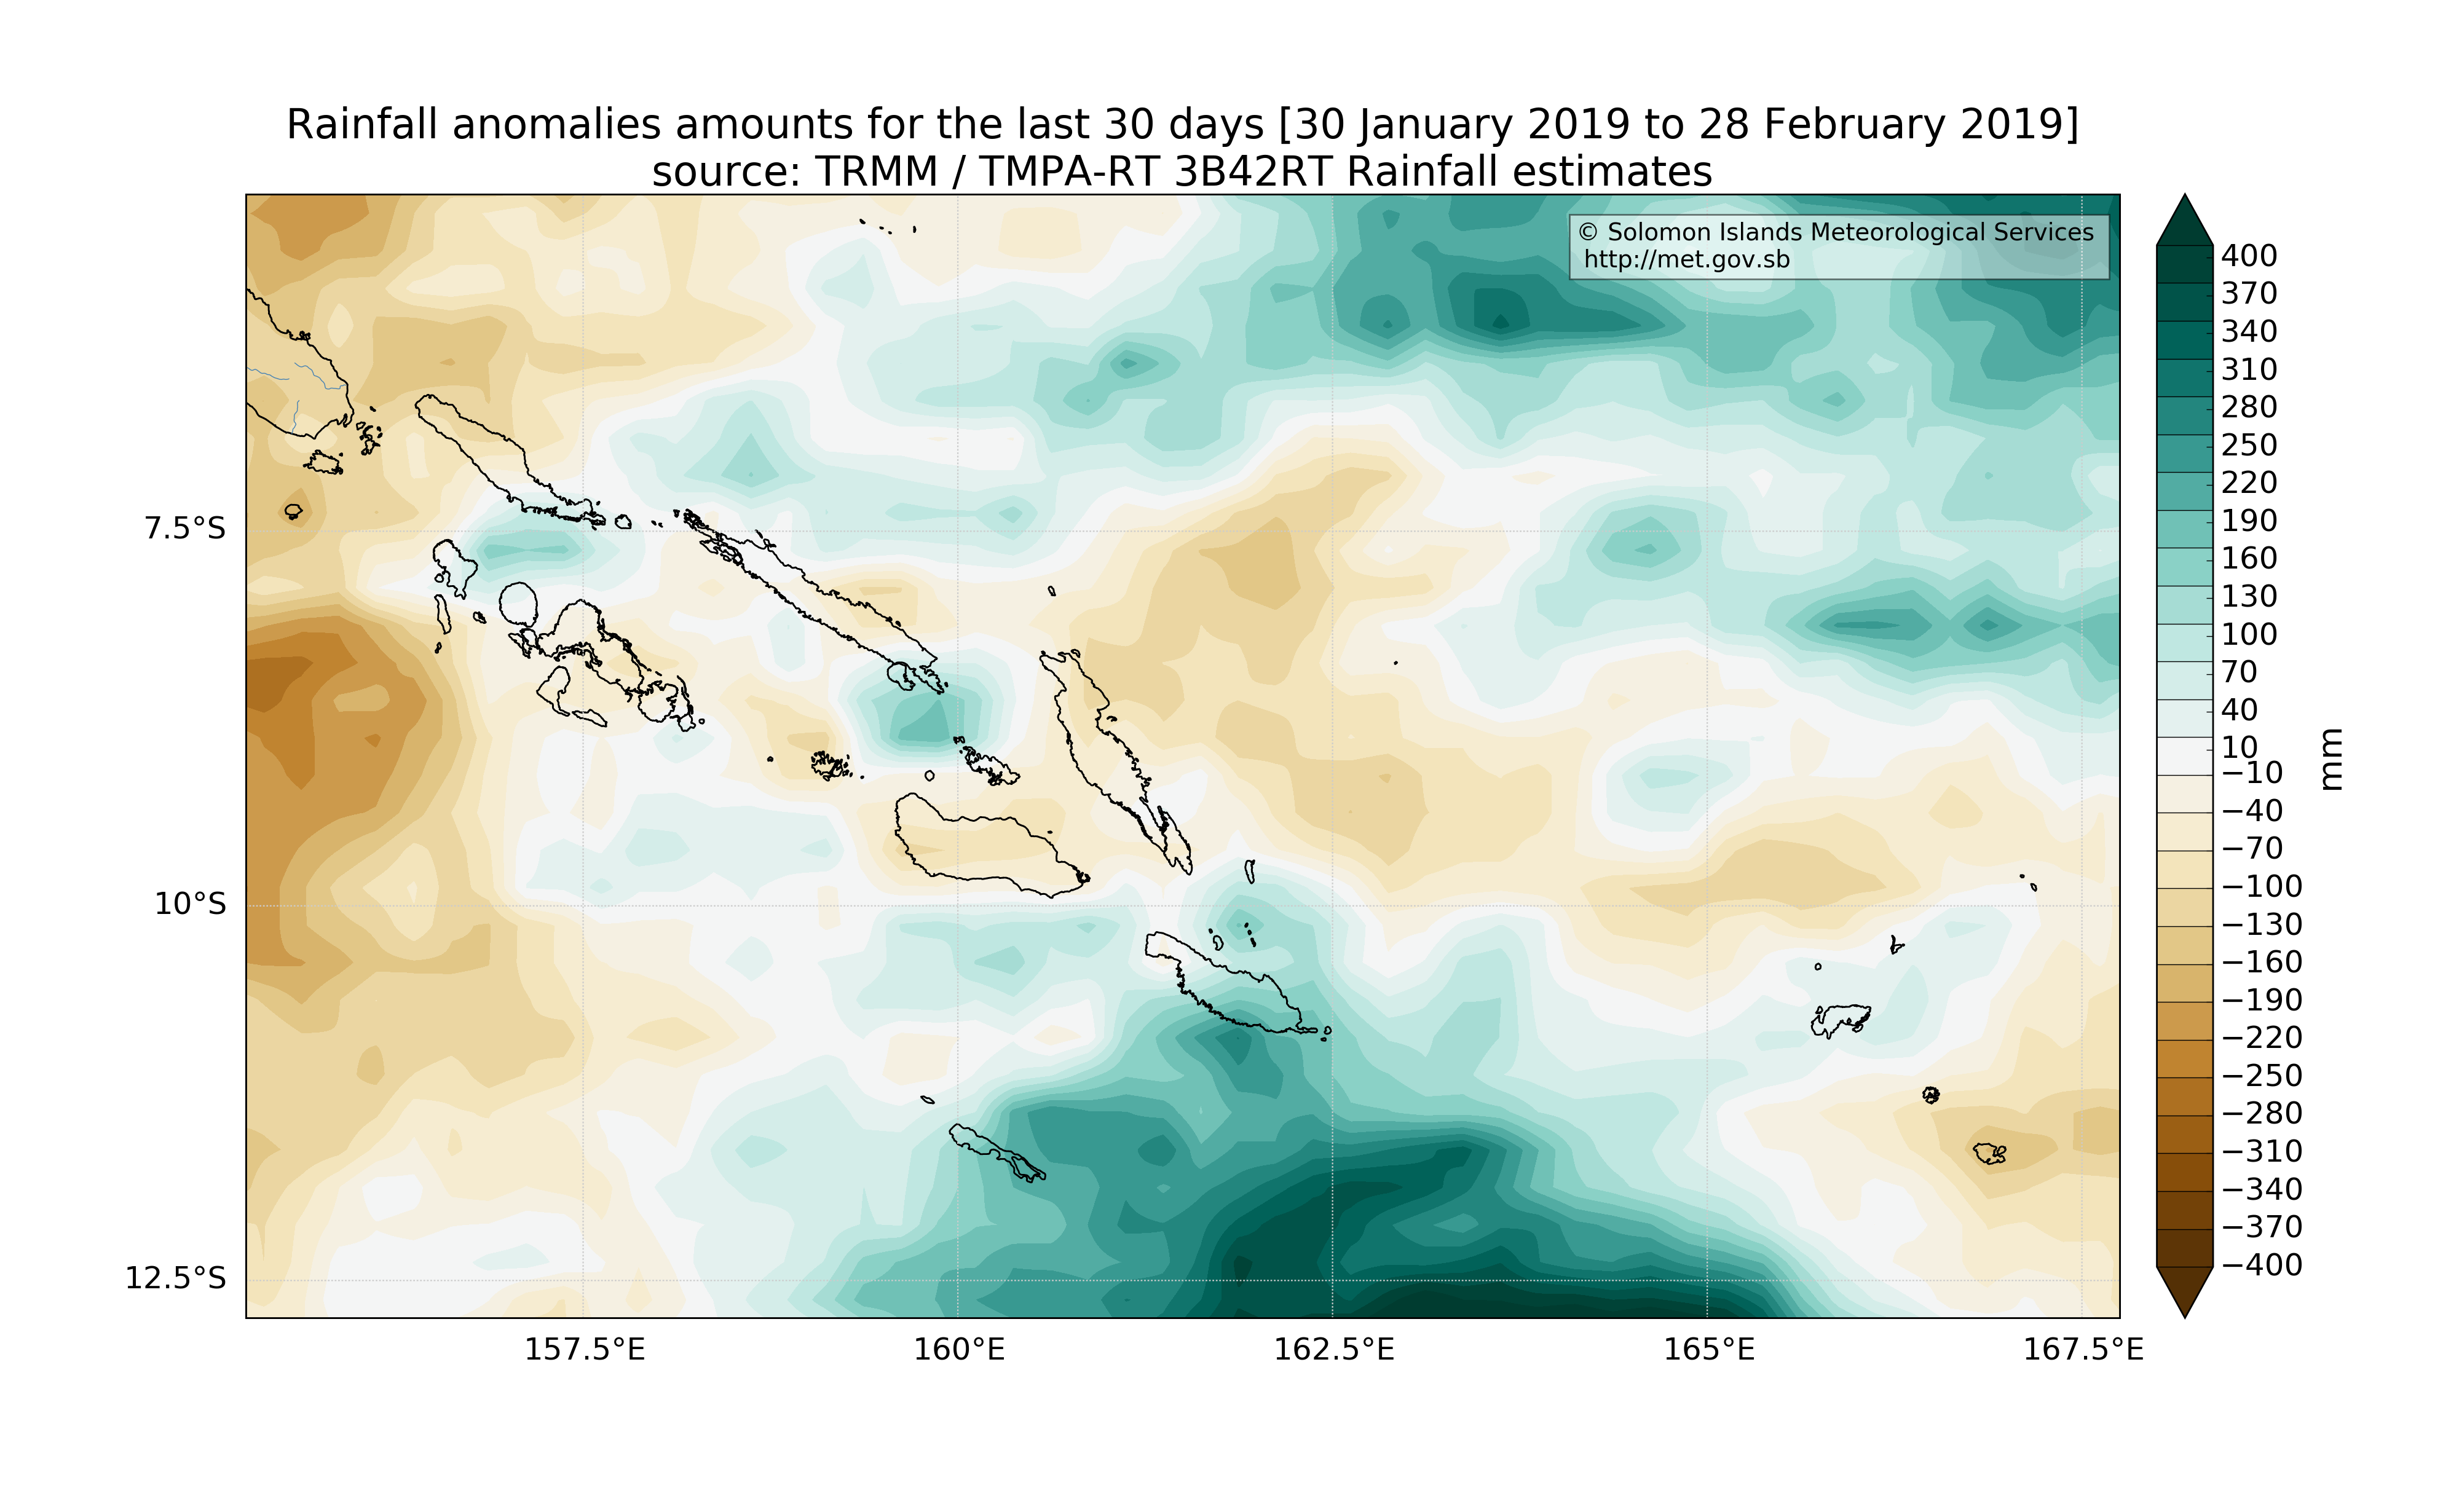 Rainfall anomalies amounts for the last 30 days [30 January 2019 to 28 February 2019]
source: TRMM / TMPA-RT 3B42RT Rainfall estimates
© Solomon Islands Meteorological Services
http://met.gov.sb
7.5°S
10°S
12.5°S
157.5°E
160°E
162.5°E
165°E
167.5°E
400
370
340
310
280
250
220
190
160
130
100
70
40
10
−10
−40
−70
−100
−130
−160
−190
−220
−250
−280
−310
−340
−370
−400
mm